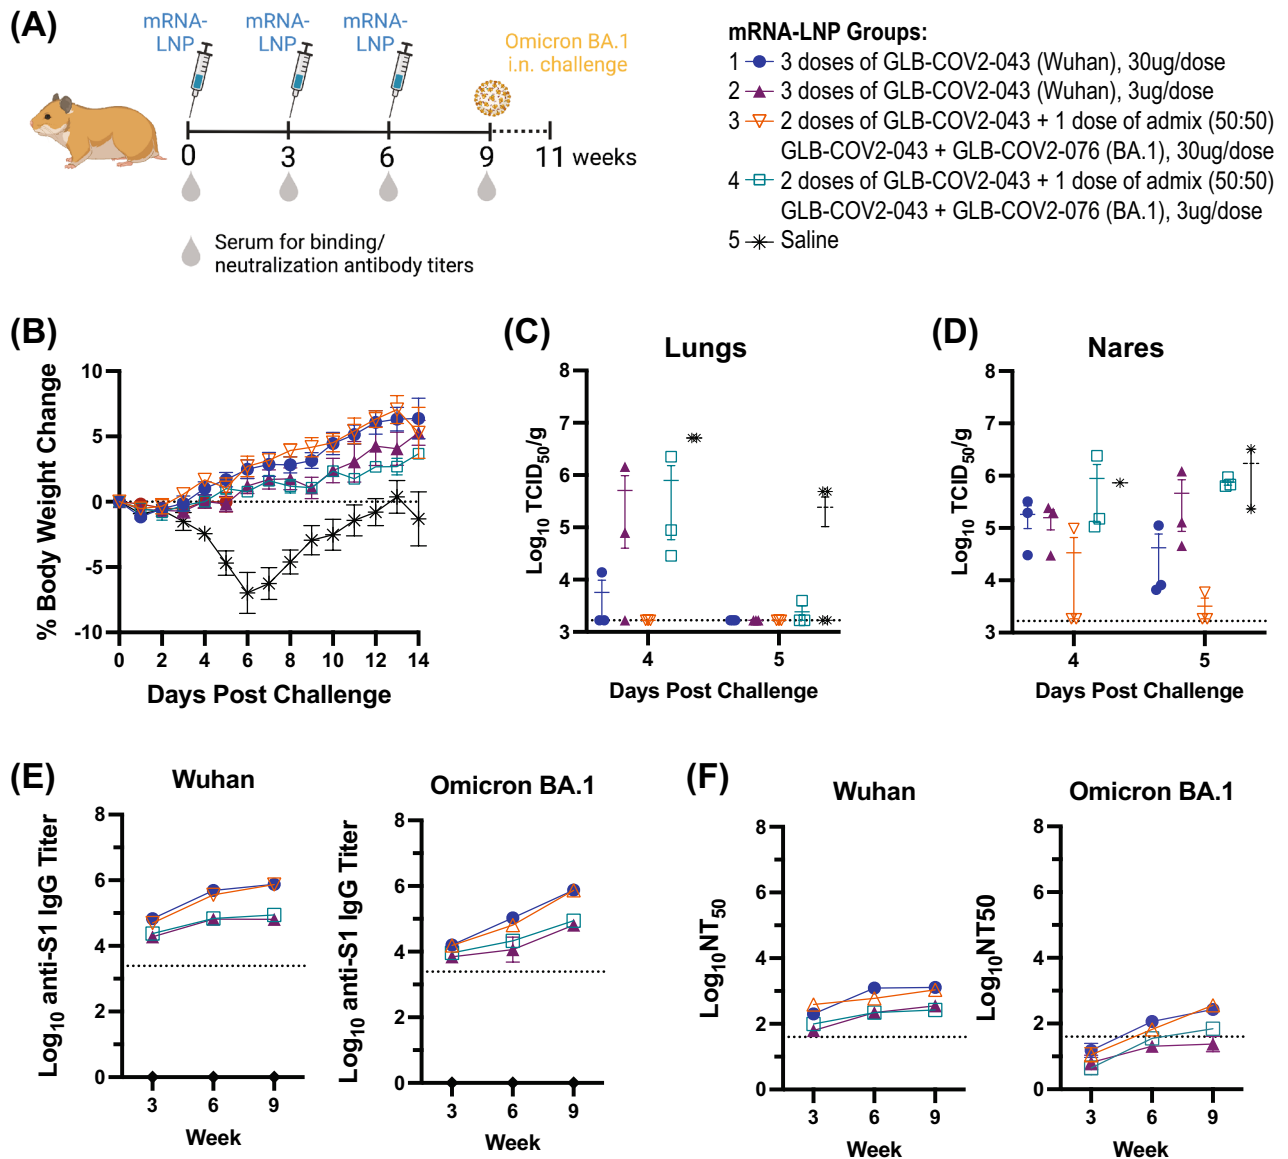 (A)
mRNA-
LNP
mRNA-
LNP
mRNA-
LNP
Omicron BA.1
i.n. challenge
0
3
6
9
11 weeks
Serum for binding/
neutralization antibody titers
mRNA-LNP Groups:
1 3 doses of GLB-COV2-043 (Wuhan), 30ug/dose
2 3 doses of GLB-COV2-043 (Wuhan), 3ug/dose
3 2 doses of GLB-COV2-043 + 1 dose of admix (50:50)
GLB-COV2-043 + GLB-COV2-076 (BA.1), 30ug/dose
4 2 doses of GLB-COV2-043 + 1 dose of admix (50:50)
GLB-COV2-043 + GLB-COV2-076 (BA.1), 3ug/dose
5 Saline
(B)
% Body Weight Change
10
5
0
-5
-10
0 2 4 6 8 10 12 14
Days Post Challenge
(C)
Lungs
Log10 TCID50/g
8
7
6
5
4
3
4 5
Days Post Challenge
(D)
Nares
Log10 TCID50/g
8
7
6
5
4
3
4 5
Days Post Challenge
(E)
Wuhan
Log10 anti-S1 IgG Titer
8
6
4
2
0
3 6 9
Week
Omicron BA.1
Log10 anti-S1 IgG Titer
8
6
4
2
0
3 6 9
Week
(F)
Wuhan
Log10NT50
8
6
4
2
0
3 6 9
Week
Omicron BA.1
Log10NT50
8
6
4
2
0
3 6 9
Week